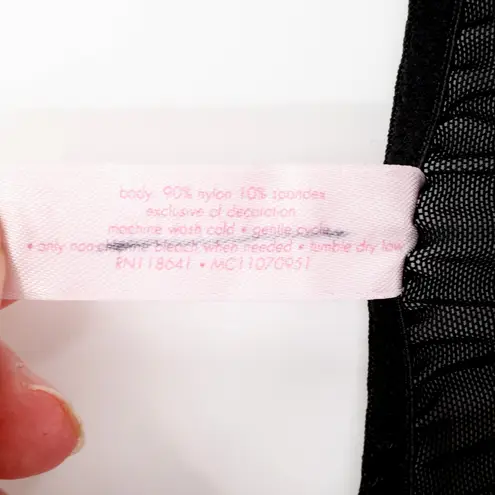 body: 90% nylon 10% spandex
exclusive of decoration
machine wash cold • gentle cycle
• only non-chlorine bleach when needed • tumble dry low
RN118641 • MC11070951